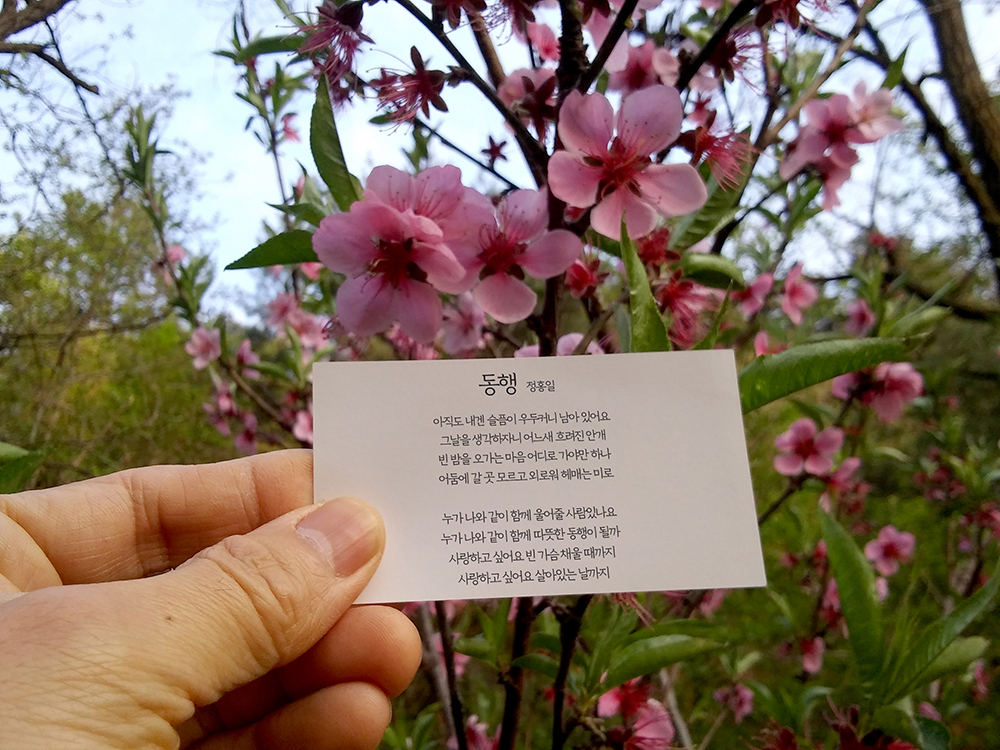 동행 정홍일
아직도 내겐 슬픔이 우두커니 남아 있어요
그날을 생각하자니 어느새 흐려진 안개
빈 밤을 오가는 마음 어디로 가야만 하나
어둠에 갈 곳 모르고 외로워 헤매는 미로
누가 나와 같이 함께 울어줄 사람있나요
누가 나와 같이 함께 따뜻한 동행이 될까
사랑하고 싶어요 빈 가슴 채울 때까지
사랑하고 싶어요 살아있는 날까지